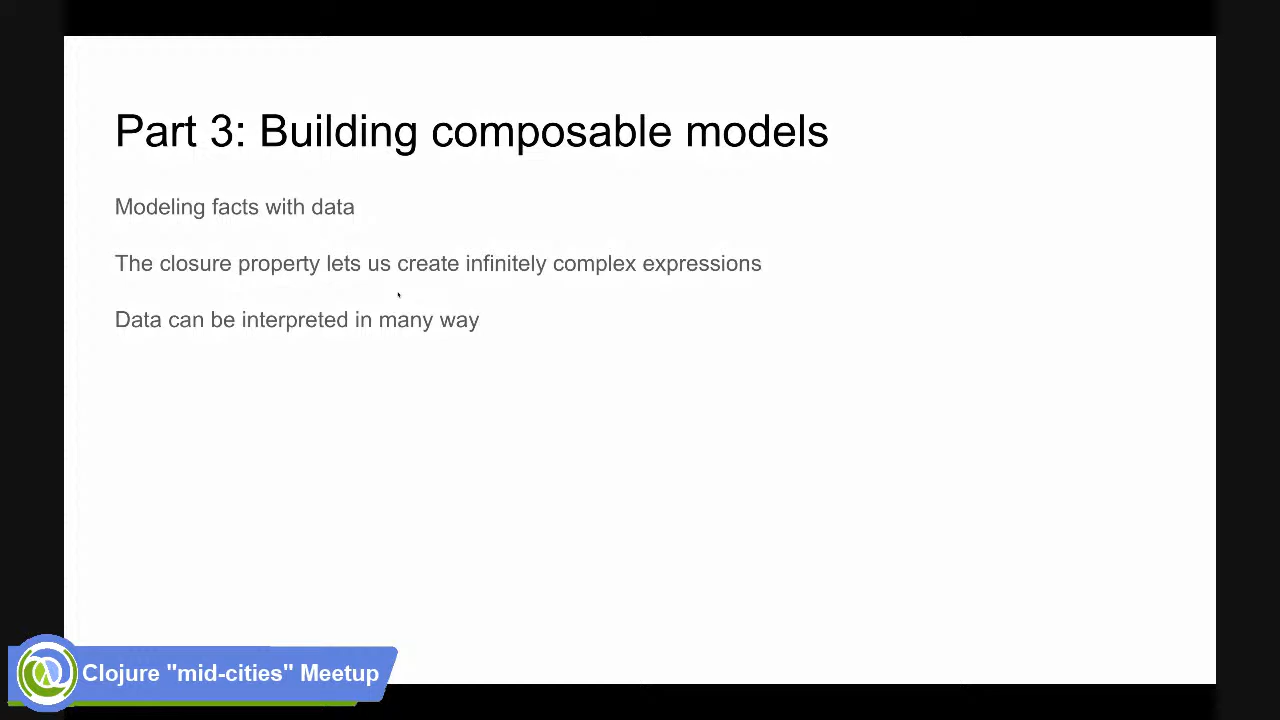 Part 3: Building composable models
Modeling facts with data
The closure property lets us create infinitely complex expressions
Data can be interpreted in many way
Clojure "mid-cities" Meetup